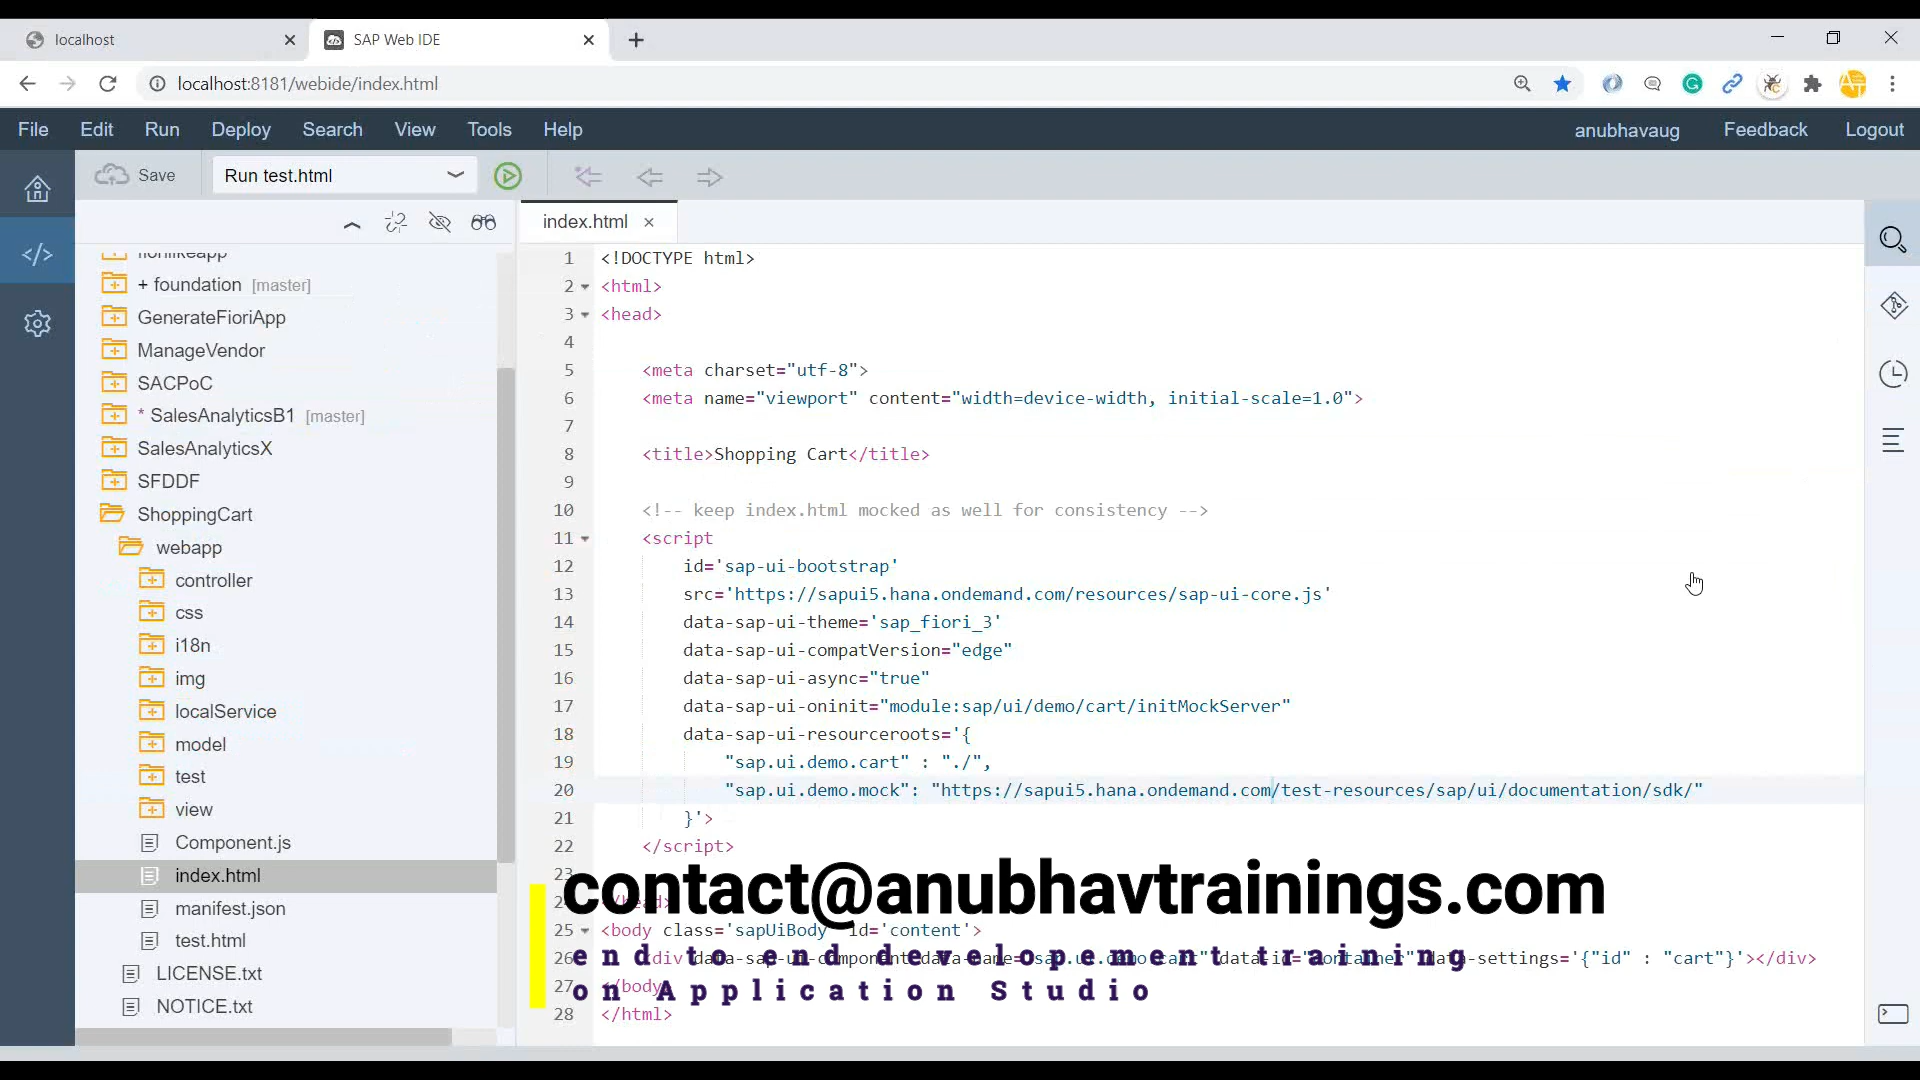 localhost
SAP Web IDE
localhost:8181/webide/index.html
File Edit Run Deploy Search View Tools Help anubhavaug Feedback Logout
Save Run test.html
index.html
+ foundation [master]
GenerateFioriApp
ManageVendor
SACPoC
* SalesAnalyticsB1 [master]
SalesAnalyticsX
SFDDF
ShoppingCart
webapp
controller
css
i18n
img
localService
model
test
view
Component.js
index.html
manifest.json
test.html
LICENSE.txt
NOTICE.txt
1 <!DOCTYPE html>
2 <html>
3 <head>
4
5 <meta charset="utf-8">
6 <meta name="viewport" content="width=device-width, initial-scale=1.0">
7
8 <title>Shopping Cart</title>
9
10 <!-- keep index.html mocked as well for consistency -->
11 <script
12 id='sap-ui-bootstrap'
13 src='https://sapui5.hana.ondemand.com/resources/sap-ui-core.js'
14 data-sap-ui-theme='sap_fiori_3'
15 data-sap-ui-compatVersion="edge"
16 data-sap-ui-async="true"
17 data-sap-ui-oninit="module:sap/ui/demo/cart/initMockServer"
18 data-sap-ui-resourceroots='{
19 "sap.ui.demo.cart" : "./",
20 "sap.ui.demo.mock": "https://sapui5.hana.ondemand.com/test-resources/sap/ui/documentation/sdk/"
21 }'>
22 </script>
23
25 <body class='sapUiBody' id='content'>
data-settings='{"id" : "cart"}'></div>
27 </body>
28 </html>
contact@anubhavtrainings.com
end to end developement training
on Application Studio